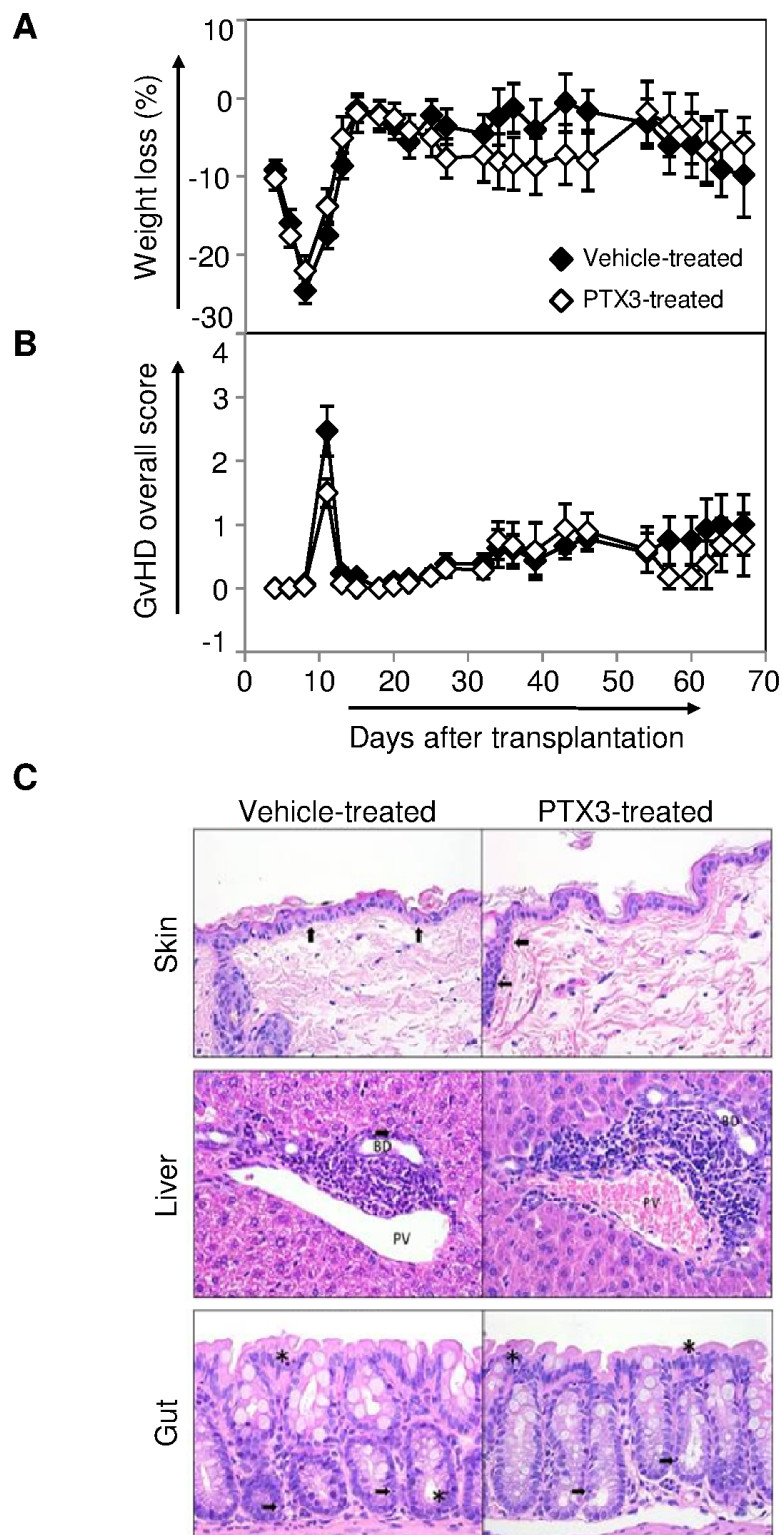 A
Weight loss (%)
10
0
-10
-20
-30
Vehicle-treated
PTX3-treated
B
GvHD overall score
4
3
2
1
0
-1
0 10 20 30 40 50 60 70
Days after transplantation
C
Vehicle-treated PTX3-treated
Skin
Liver
BD
PV
BD
PV
Gut
* * *
*